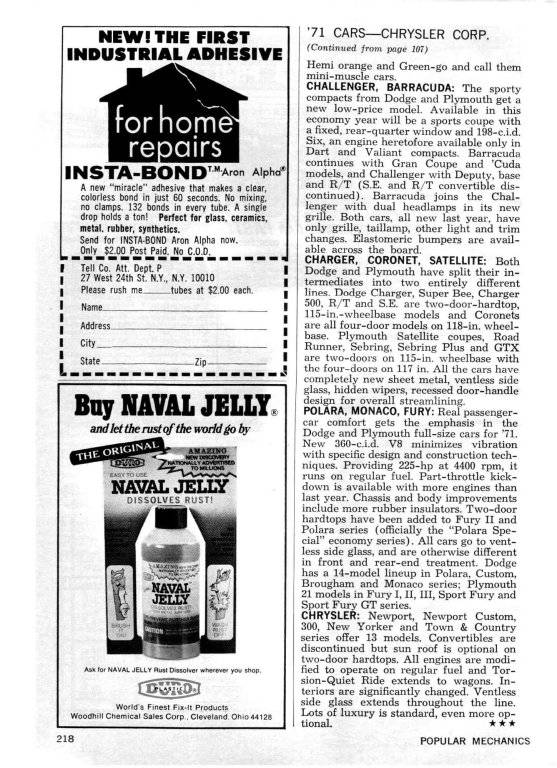 NEW! THE FIRST
INDUSTRIAL ADHESIVE
for home
repairs
INSTA-BOND T.M. Aron Alpha®
A new "miracle" adhesive that makes a clear,
colorless bond in just 60 seconds. No mixing,
no clamps. 132 bonds in every tube. A single
drop holds a ton! Perfect for glass, ceramics,
metal, rubber, synthetics.
Send for INSTA-BOND Aron Alpha now.
Only $2.00 Post Paid, No C.O.D.
Tell Co. Att. Dept. P
27 West 24th St. N.Y., N.Y. 10010
Please rush me____tubes at $2.00 each.
Name
Address
City
State Zip
Buy NAVAL JELLY®
and let the rust of the world go by
THE ORIGINAL
DURO
AMAZING
NEW DISCOVERY
NATIONALLY ADVERTISED
TO MILLIONS
EASY TO USE
NAVAL JELLY
DISSOLVES RUST!
NAVAL
JELLY
DISSOLVES RUST!
BRUSH
IT
ON!
WASH
RUST
OFF!
CAUTION
Ask for NAVAL JELLY Rust Dissolver wherever you shop.
DURO
PLASTIC
World's Finest Fix-It Products
Woodhill Chemical Sales Corp., Cleveland, Ohio 44128
218
'71 CARS—CHRYSLER CORP.
(Continued from page 107)
Hemi orange and Green-go and call them
mini-muscle cars.
CHALLENGER, BARRACUDA: The sporty
compacts from Dodge and Plymouth get a
new low-price model. Available in this
economy year will be a sports coupe with
a fixed, rear-quarter window and 198-c.i.d.
Six, an engine heretofore available only in
Dart and Valiant compacts. Barracuda
continues with Gran Coupe and 'Cuda
models, and Challenger with Deputy, base
and R/T (S.E. and R/T convertible dis-
continued). Barracuda joins the Chal-
lenger with dual headlamps in its new
grille. Both cars, all new last year, have
only grille, taillamp, other light and trim
changes. Elastomeric bumpers are avail-
able across the board.
CHARGER, CORONET, SATELLITE: Both
Dodge and Plymouth have split their in-
termediates into two entirely different
lines. Dodge Charger, Super Bee, Charger
500, R/T and S.E. are two-door-hardtop,
115-in.-wheelbase models and Coronets
are all four-door models on 118-in. wheel-
base. Plymouth Satellite coupes, Road
Runner, Sebring, Sebring Plus and GTX
are two-doors on 115-in. wheelbase with
the four-doors on 117 in. All the cars have
completely new sheet metal, ventless side
glass, hidden wipers, recessed door-handle
design for overall streamlining.
POLARA, MONACO, FURY: Real passenger-
car comfort gets the emphasis in the
Dodge and Plymouth full-size cars for '71.
New 360-c.i.d. V8 minimizes vibration
with specific design and construction tech-
niques. Providing 225-hp at 4400 rpm, it
runs on regular fuel. Part-throttle kick-
down is available with more engines than
last year. Chassis and body improvements
include more rubber insulators. Two-door
hardtops have been added to Fury II and
Polara series (officially the "Polara Spe-
cial" economy series). All cars go to vent-
less side glass, and are otherwise different
in front and rear-end treatment. Dodge
has a 14-model lineup in Polara, Custom,
Brougham and Monaco series; Plymouth
21 models in Fury I, II, III, Sport Fury and
Sport Fury GT series.
CHRYSLER: Newport, Newport Custom,
300, New Yorker and Town & Country
series offer 13 models. Convertibles are
discontinued but sun roof is optional on
two-door hardtops. All engines are modi-
fied to operate on regular fuel and Tor-
sion-Quiet Ride extends to wagons. In-
teriors are significantly changed. Ventless
side glass extends throughout the line.
Lots of luxury is standard, even more op-
tional. ★★★
POPULAR MECHANICS